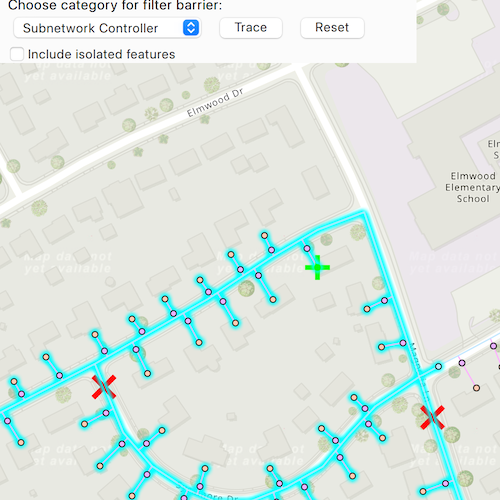 Choose category for filter barrier:
Subnetwork Controller
Trace
Reset
Include isolated features
Map data not
yet available
Elmwood Dr
Elmwood
Elementary
School
Map data not
yet available
Map data not
yet available